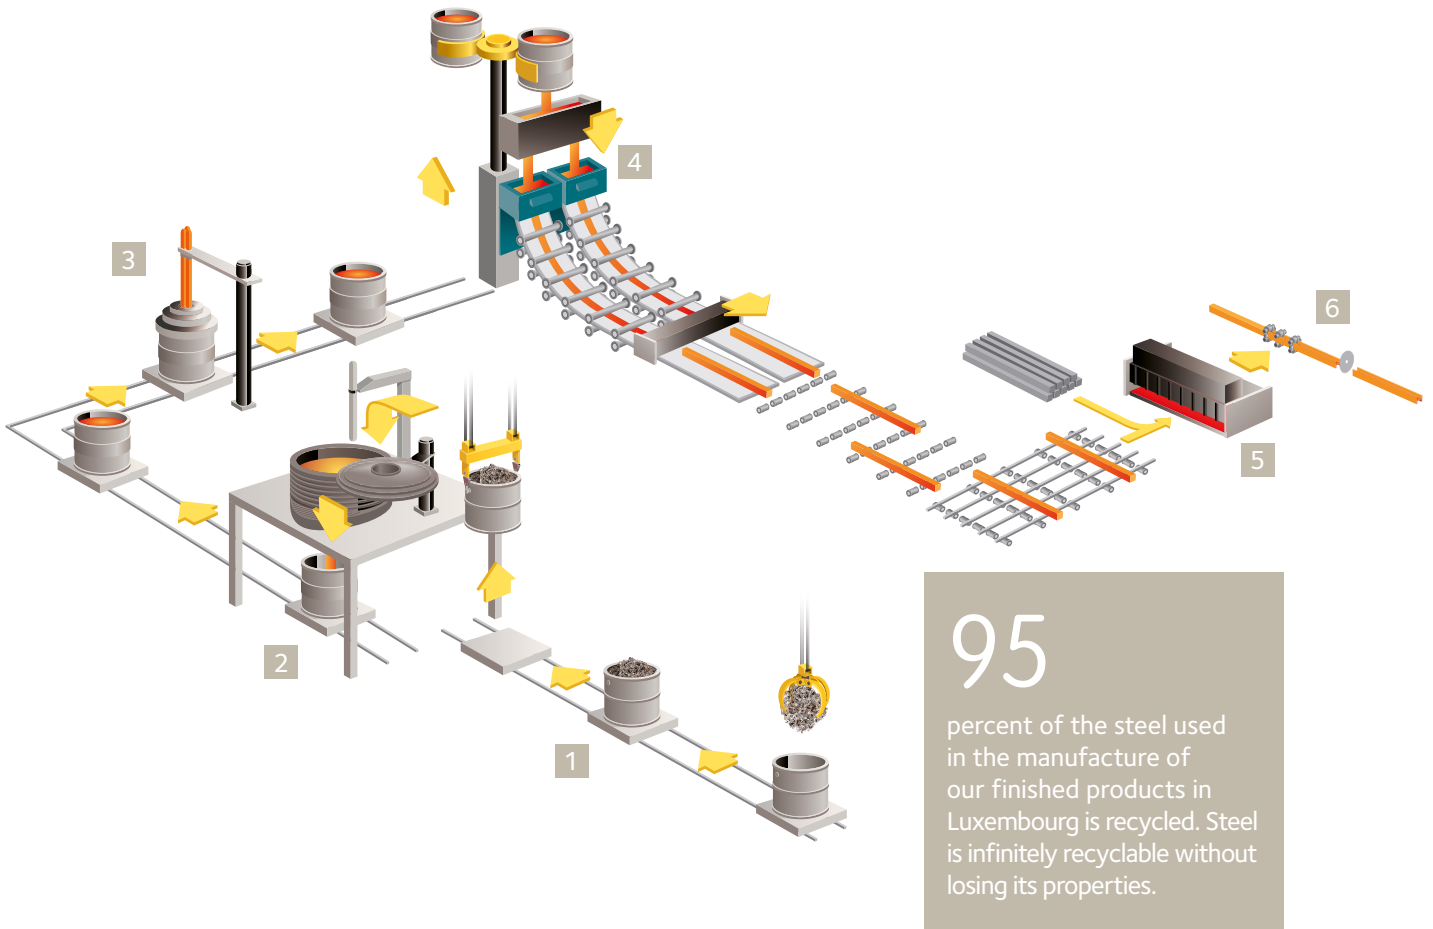 4
3
6
5
2
1
95
percent of the steel used
in the manufacture of
our finished products in
Luxembourg is recycled. Steel
is infinitely recyclable without
losing its properties.